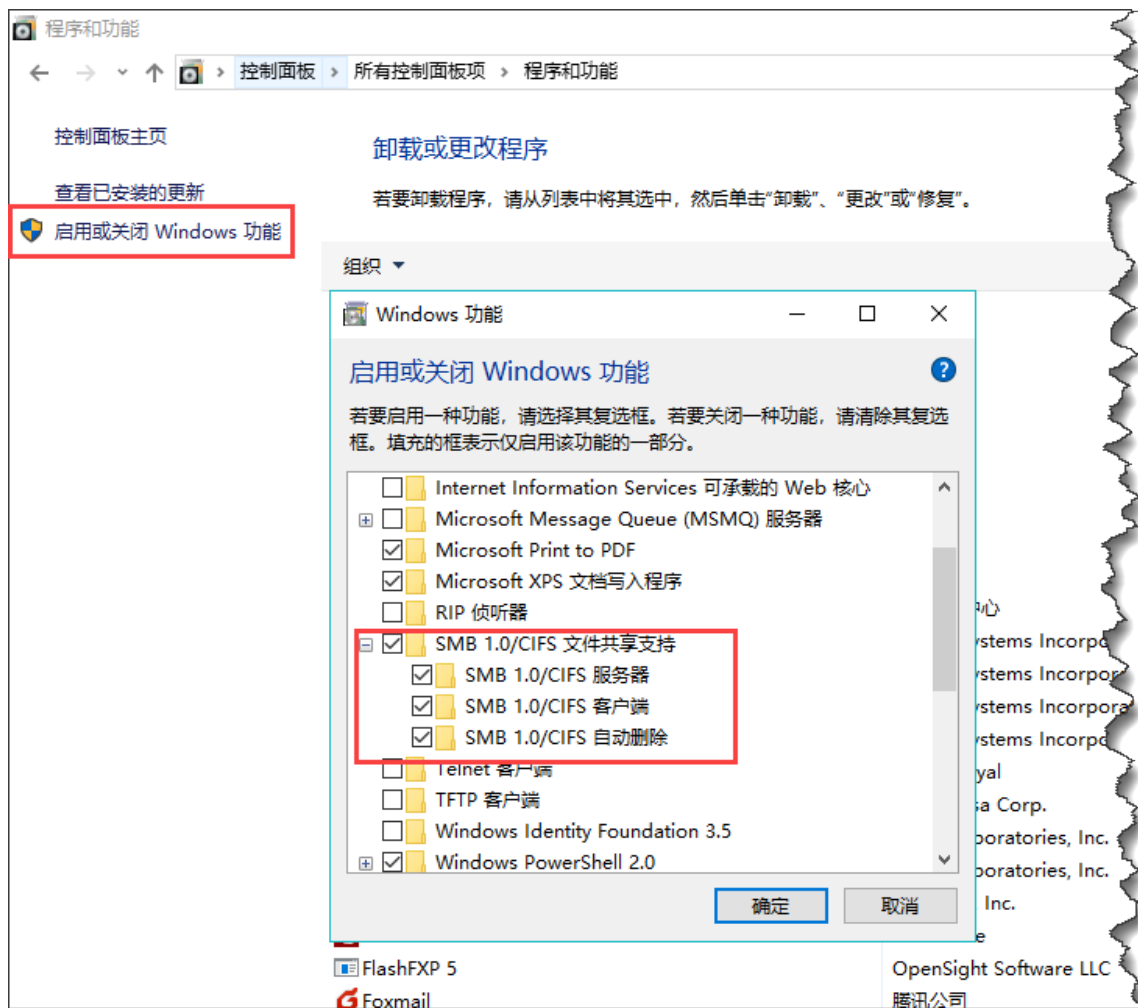 程序和功能
控制面板 › 所有控制面板项 › 程序和功能
控制面板主页
查看已安装的更新
启用或关闭 Windows 功能
卸载或更改程序
若要卸载程序，请从列表中将其选中，然后单击“卸载”、“更改”或“修复”。
组织
Windows 功能
启用或关闭 Windows 功能
若要启用一种功能，请选择其复选框。若要关闭一种功能，请清除其复选
框。填充的框表示仅启用该功能的一部分。
Internet Information Services 可承载的 Web 核心
Microsoft Message Queue (MSMQ) 服务器
Microsoft Print to PDF
Microsoft XPS 文档写入程序
RIP 侦听器
SMB 1.0/CIFS 文件共享支持
SMB 1.0/CIFS 服务器
SMB 1.0/CIFS 客户端
SMB 1.0/CIFS 自动删除
Telnet 客户端
TFTP 客户端
Windows Identity Foundation 3.5
Windows PowerShell 2.0
确定
取消
Corp.
Inc.
Inc.
Inc.
FlashFXP 5
OpenSight Software LLC
Foxmail
腾讯公司